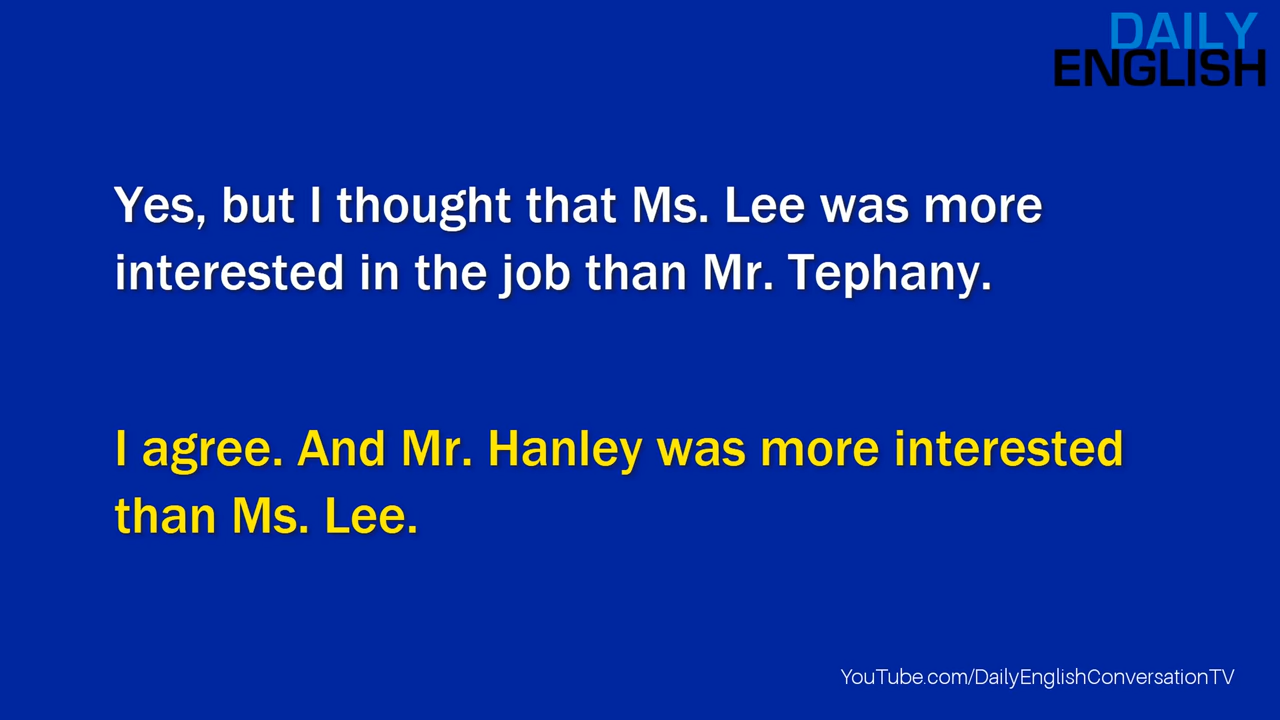 DAILY
ENGLISH
Yes, but I thought that Ms. Lee was more
interested in the job than Mr. Tephany.
I agree. And Mr. Hanley was more interested
than Ms. Lee.
YouTube.com/DailyEnglishConversationTV